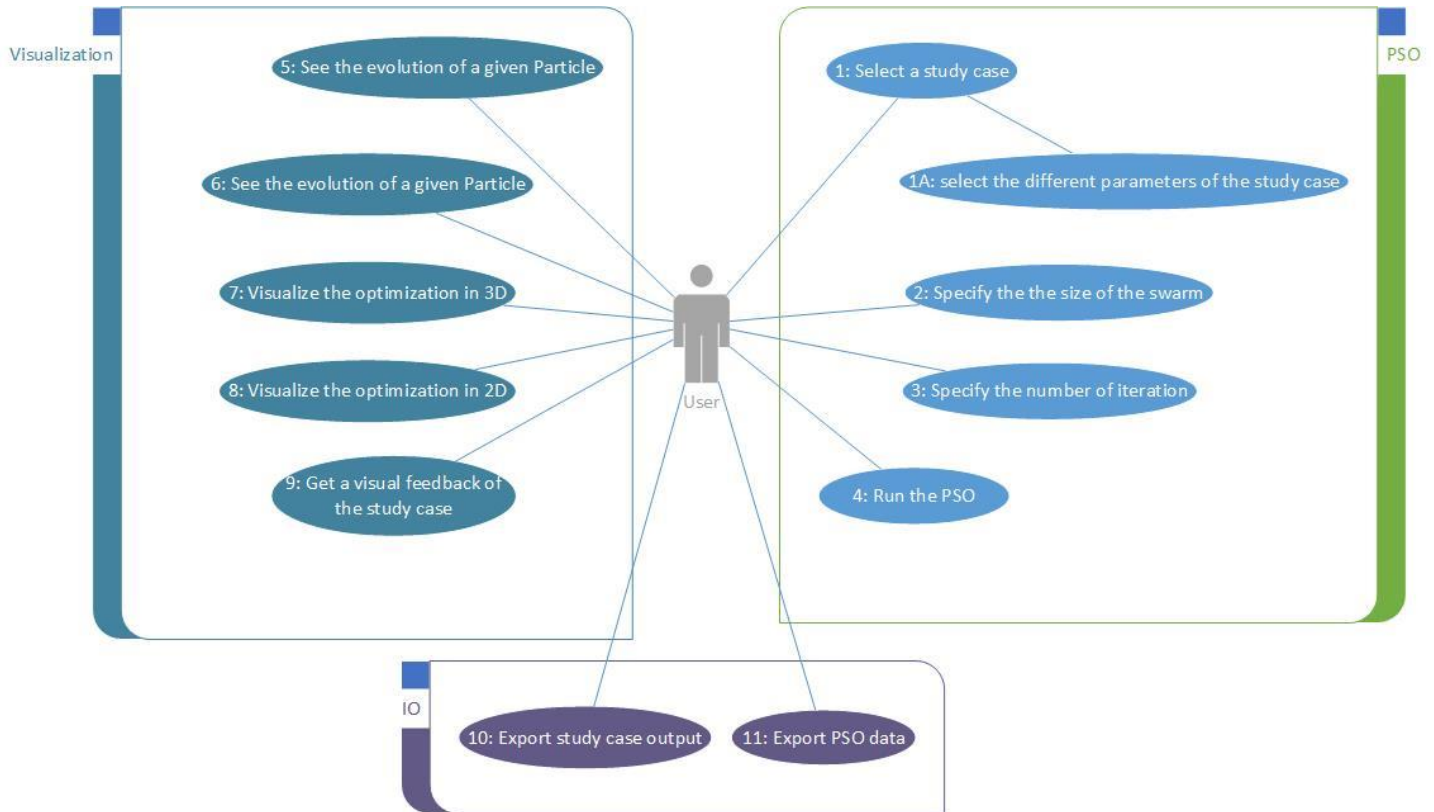 Visualization
5: See the evolution of a given Particle
6: See the evolution of a given Particle
7: Visualize the optimization in 3D
8: Visualize the optimization in 2D
9: Get a visual feedback of
the study case
User
PSO
1: Select a study case
1A: select the different parameters of the study case
2: Specify the the size of the swarm
3: Specify the number of iteration
4: Run the PSO
IO
10: Export study case output
11: Export PSO data